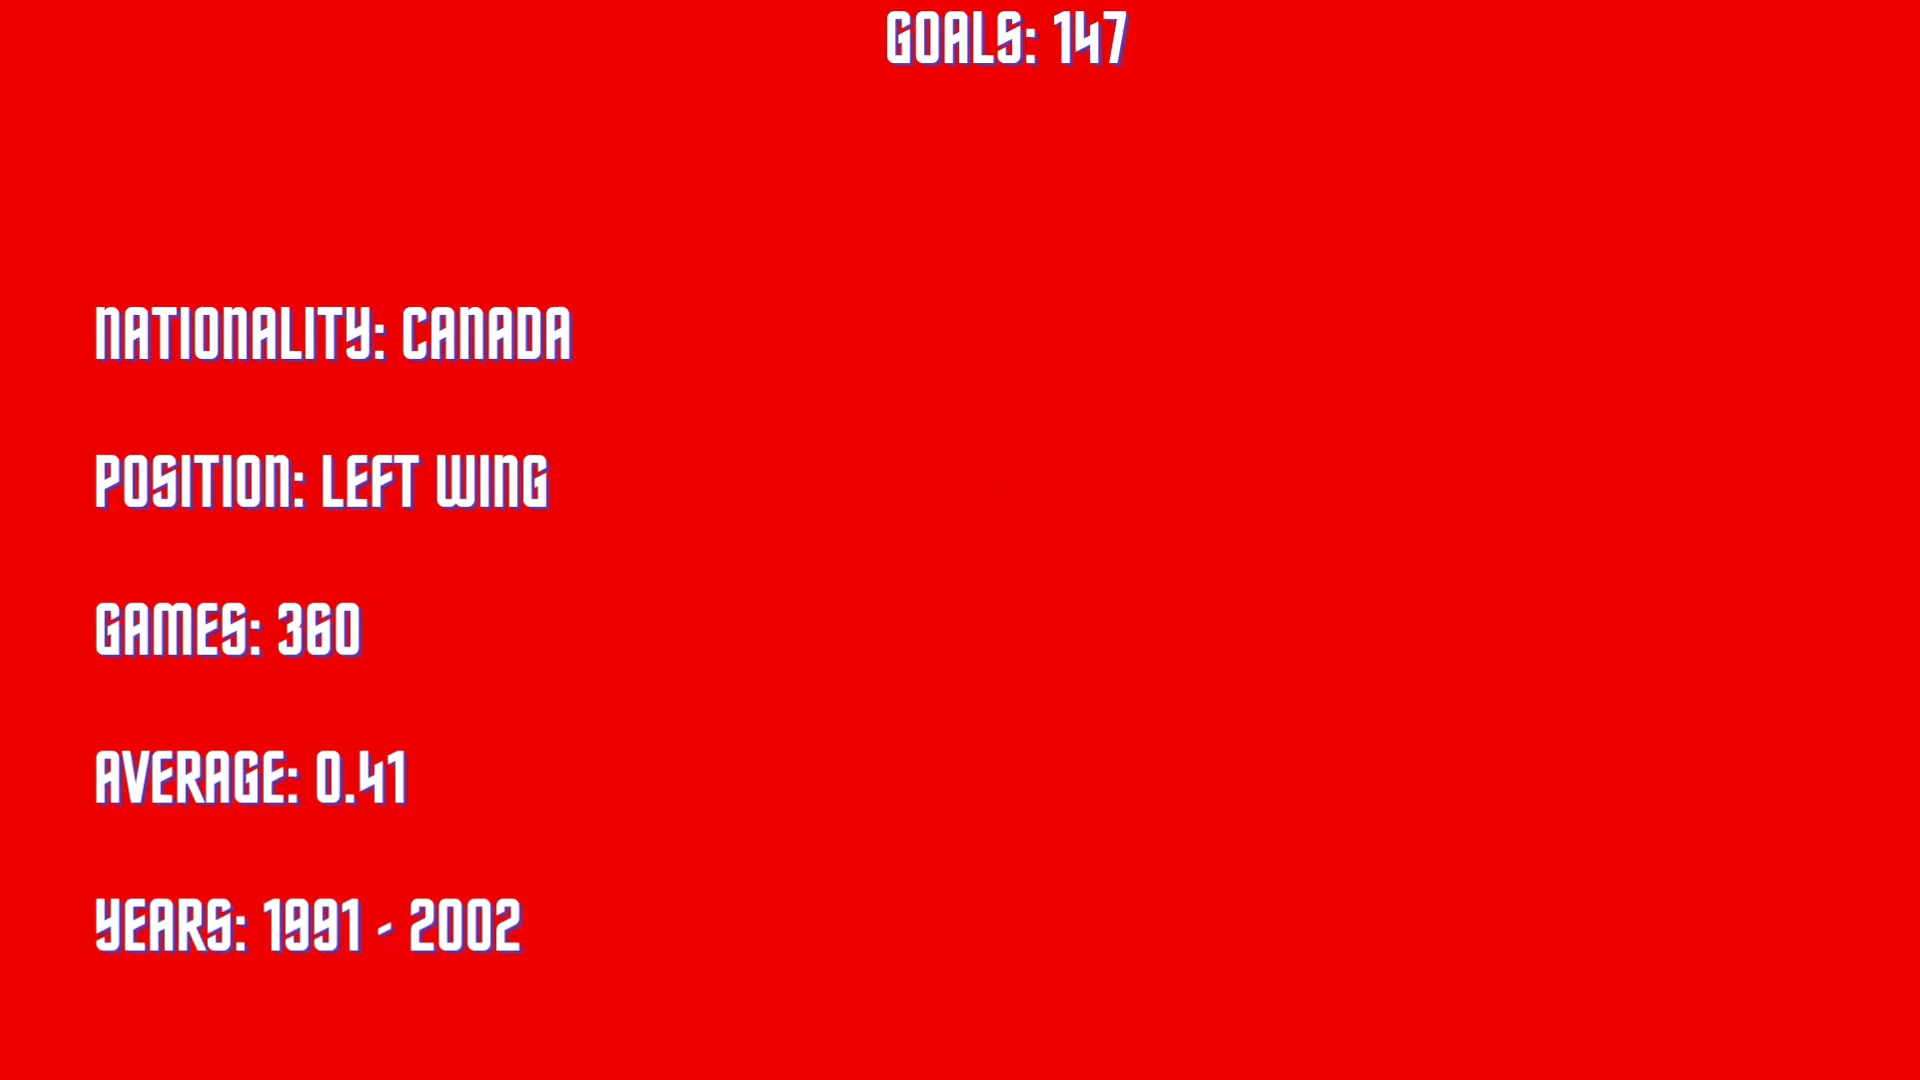 GOALS: 147
NATIONALITY: CANADA
POSITION: LEFT WING
GAMES: 360
AVERAGE: 0.41
YEARS: 1991 - 2002